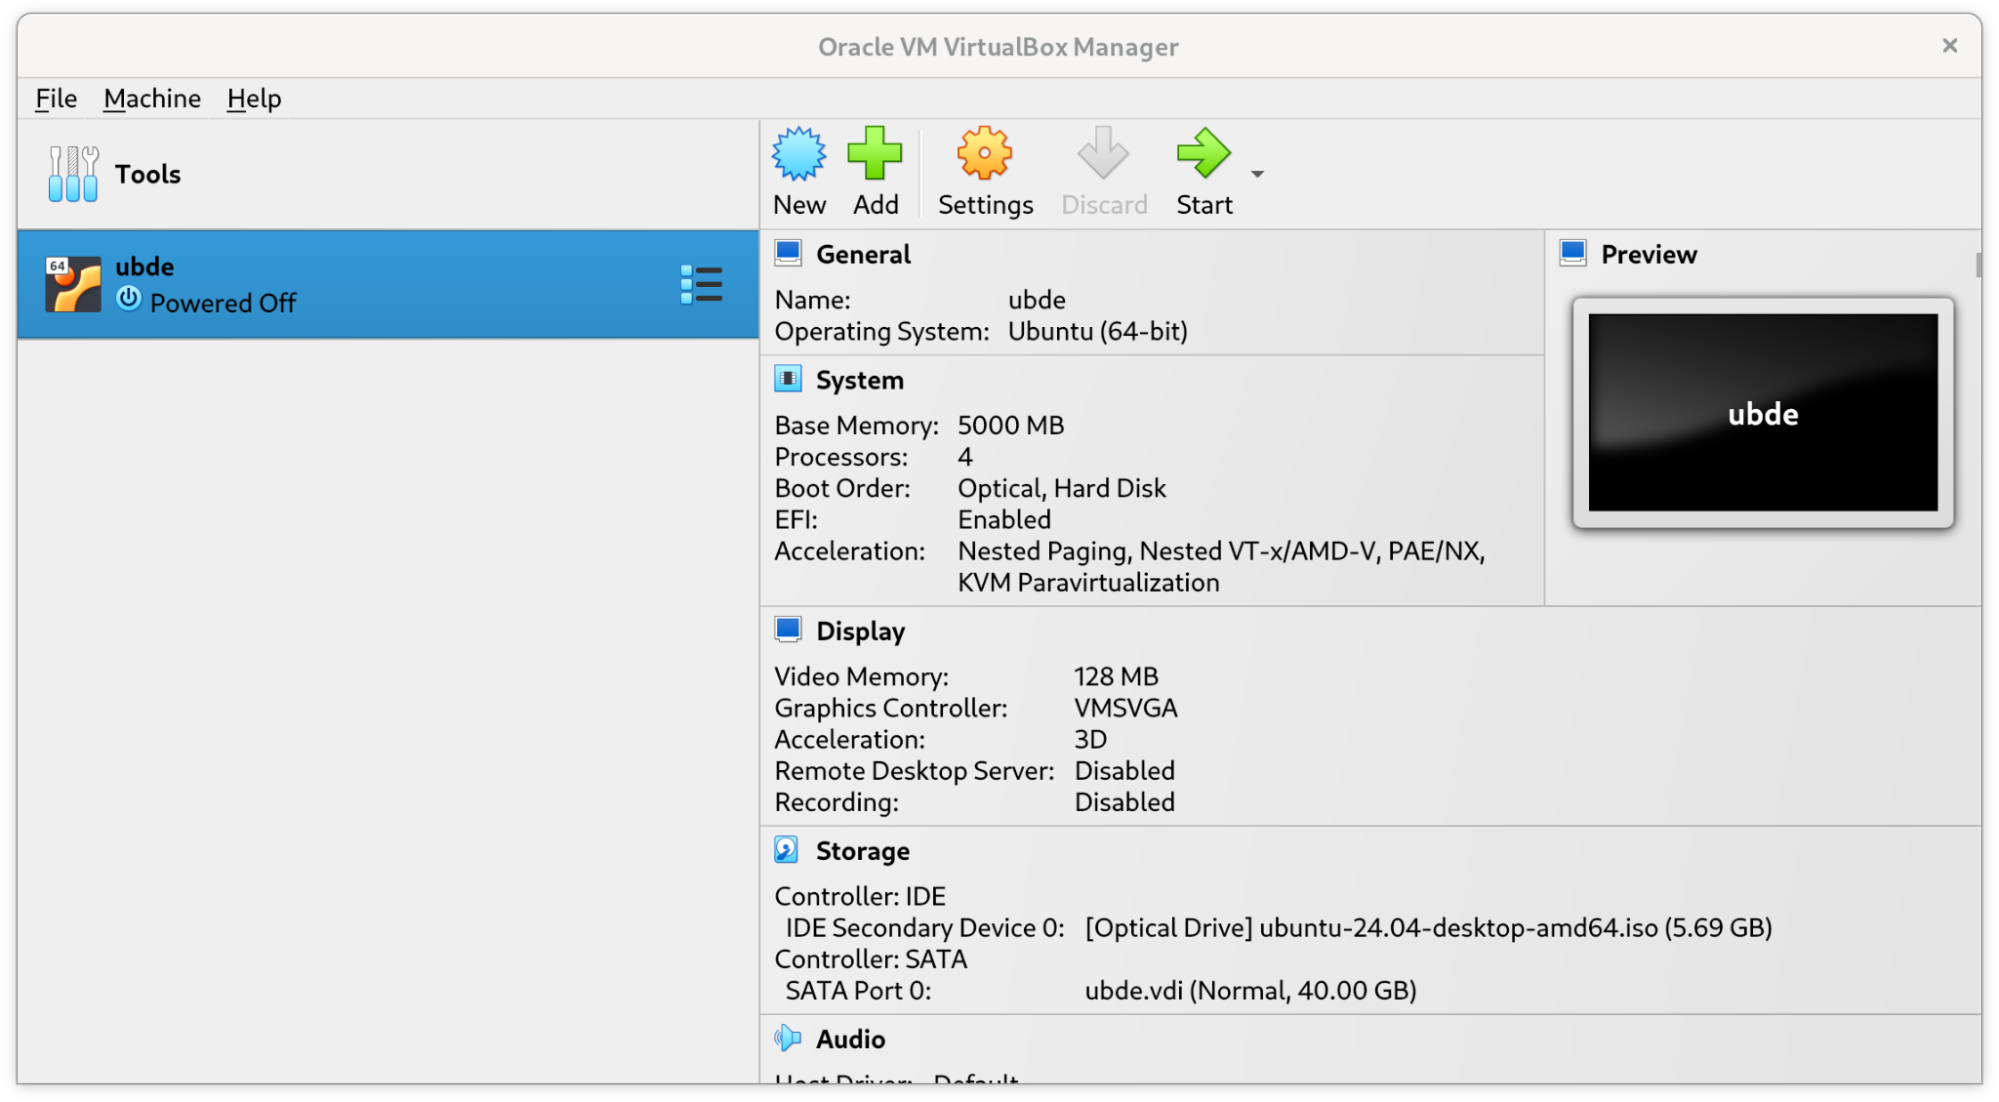 Oracle VM VirtualBox Manager
File Machine Help
Tools
New Add Settings Discard Start
64
ubde
Powered Off
General
Name: ubde
Operating System: Ubuntu (64-bit)
Preview
ubde
System
Base Memory: 5000 MB
Processors: 4
Boot Order: Optical, Hard Disk
EFI: Enabled
Acceleration: Nested Paging, Nested VT-x/AMD-V, PAE/NX,
KVM Paravirtualization
Display
Video Memory: 128 MB
Graphics Controller: VMSVGA
Acceleration: 3D
Remote Desktop Server: Disabled
Recording: Disabled
Storage
Controller: IDE
IDE Secondary Device 0: [Optical Drive] ubuntu-24.04-desktop-amd64.iso (5.69 GB)
Controller: SATA
SATA Port 0: ubde.vdi (Normal, 40.00 GB)
Audio
Host Driver: Default